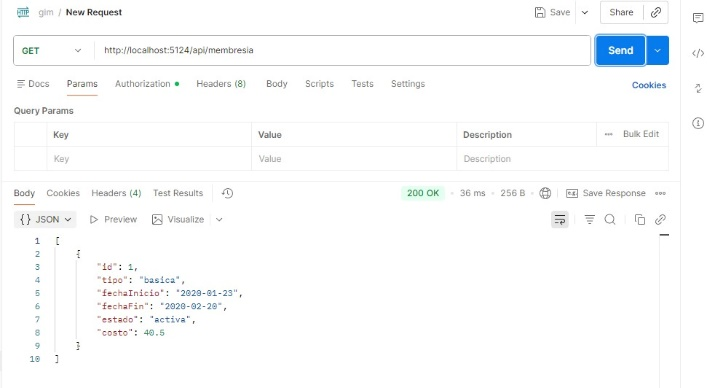 HTTP gim / New Request Save Share
GET http://localhost:5124/api/membresia Send
Docs Params Authorization Headers (8) Body Scripts Tests Settings Cookies
Query Params
Key Value Description Bulk Edit
Key Value Description
Body Cookies Headers (4) Test Results 200 OK 36 ms 256 B Save Response
{} JSON Preview Visualize
1 [
2 {
3 "id": 1,
4 "tipo": "basica",
5 "fechaInicio": "2020-01-23",
6 "fechaFin": "2020-02-20",
7 "estado": "activa",
8 "costo": 40.5
9 }
10 ]